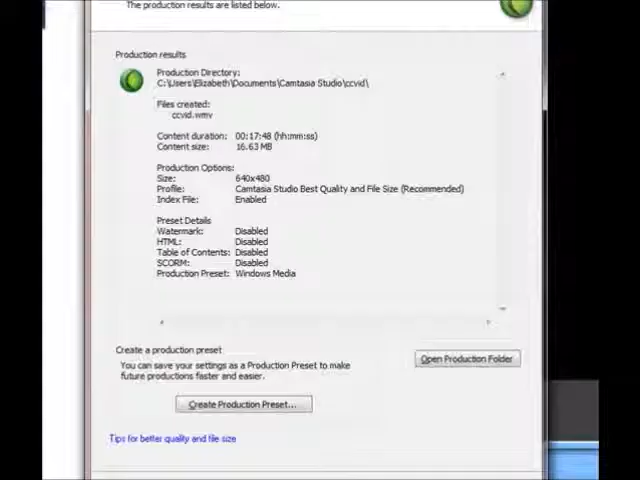 The production results are listed below.
Production results
Production Directory:
C:\Users\Elizabeth\Documents\Camtasia Studio\ccvid\
Files created:
ccvid.wmv
Content duration: 00:17:48 (hh:mm:ss)
Content size: 16.63 MB
Production Options:
Size: 640x480
Profile: Camtasia Studio Best Quality and File Size (Recommended)
Index File: Enabled
Preset Details
Watermark: Disabled
HTML: Disabled
Table of Contents: Disabled
SCORM: Disabled
Production Preset: Windows Media
Create a production preset
You can save your settings as a Production Preset to make
future productions faster and easier.
Open Production Folder
Create Production Preset...
Tips for better quality and file size